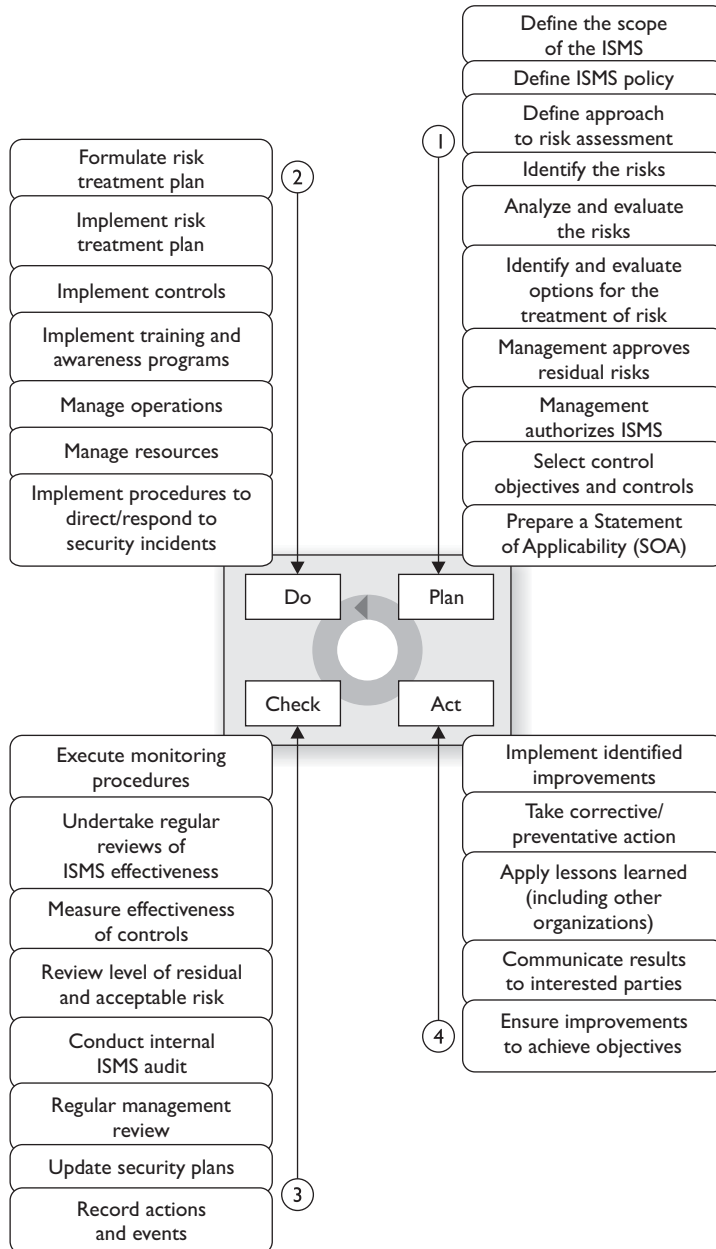 Define the scope
of the ISMS
Define ISMS policy
Define approach
to risk assessment
Identify the risks
Analyze and evaluate
the risks
Identify and evaluate
options for the
treatment of risk
Management approves
residual risks
Management
authorizes ISMS
Select control
objectives and controls
Prepare a Statement
of Applicability (SOA)
1
Formulate risk
treatment plan
Implement risk
treatment plan
Implement controls
Implement training and
awareness programs
Manage operations
Manage resources
Implement procedures to
direct/respond to
security incidents
2
Do
Plan
Check
Act
Execute monitoring
procedures
Undertake regular
reviews of
ISMS effectiveness
Measure effectiveness
of controls
Review level of residual
and acceptable risk
Conduct internal
ISMS audit
Regular management
review
Update security plans
Record actions
and events
3
Implement identified
improvements
Take corrective/
preventative action
Apply lessons learned
(including other
organizations)
Communicate results
to interested parties
Ensure improvements
to achieve objectives
4